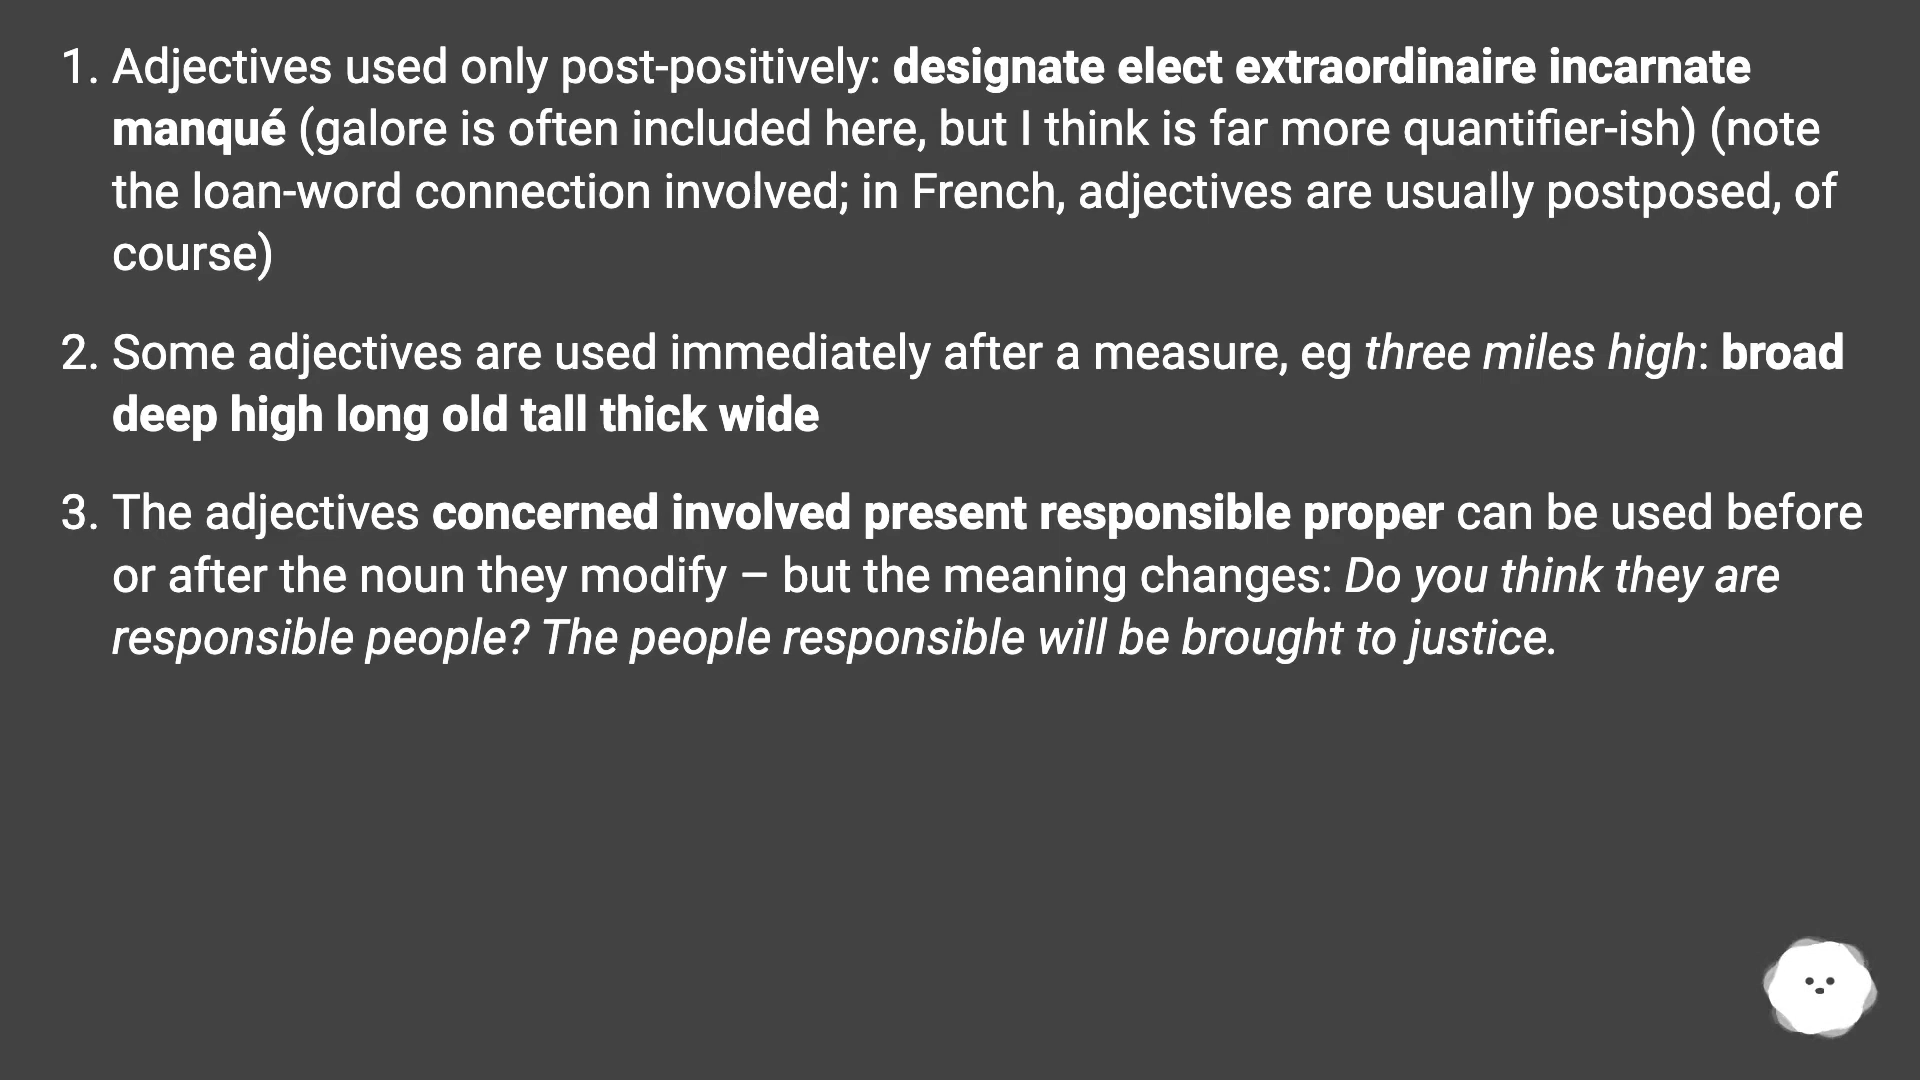 1. Adjectives used only post-positively: designate elect extraordinaire incarnate
manqué (galore is often included here, but I think is far more quantifier-ish) (note
the loan-word connection involved; in French, adjectives are usually postposed, of
course)
2. Some adjectives are used immediately after a measure, eg three miles high: broad
deep high long old tall thick wide
3. The adjectives concerned involved present responsible proper can be used before
or after the noun they modify – but the meaning changes: Do you think they are
responsible people? The people responsible will be brought to justice.